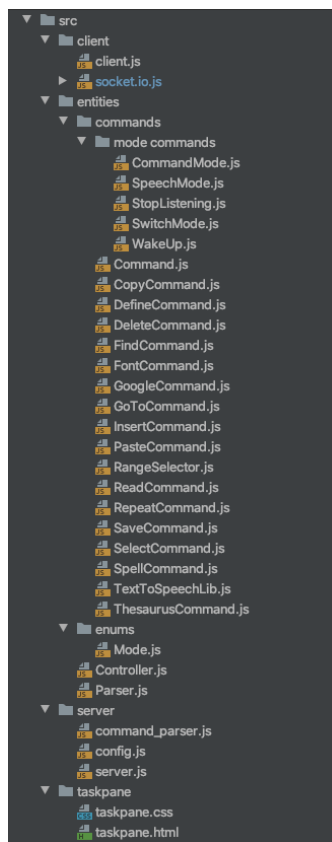 src
client
client.js
socket.io.js
entities
commands
mode commands
CommandMode.js
SpeechMode.js
StopListening.js
SwitchMode.js
WakeUp.js
Command.js
CopyCommand.js
DefineCommand.js
DeleteCommand.js
FindCommand.js
FontCommand.js
GoogleCommand.js
GoToCommand.js
InsertCommand.js
PasteCommand.js
RangeSelector.js
ReadCommand.js
RepeatCommand.js
SaveCommand.js
SelectCommand.js
SpellCommand.js
TextToSpeechLib.js
ThesaurusCommand.js
enums
Mode.js
Controller.js
Parser.js
server
command_parser.js
config.js
server.js
taskpane
taskpane.css
taskpane.html